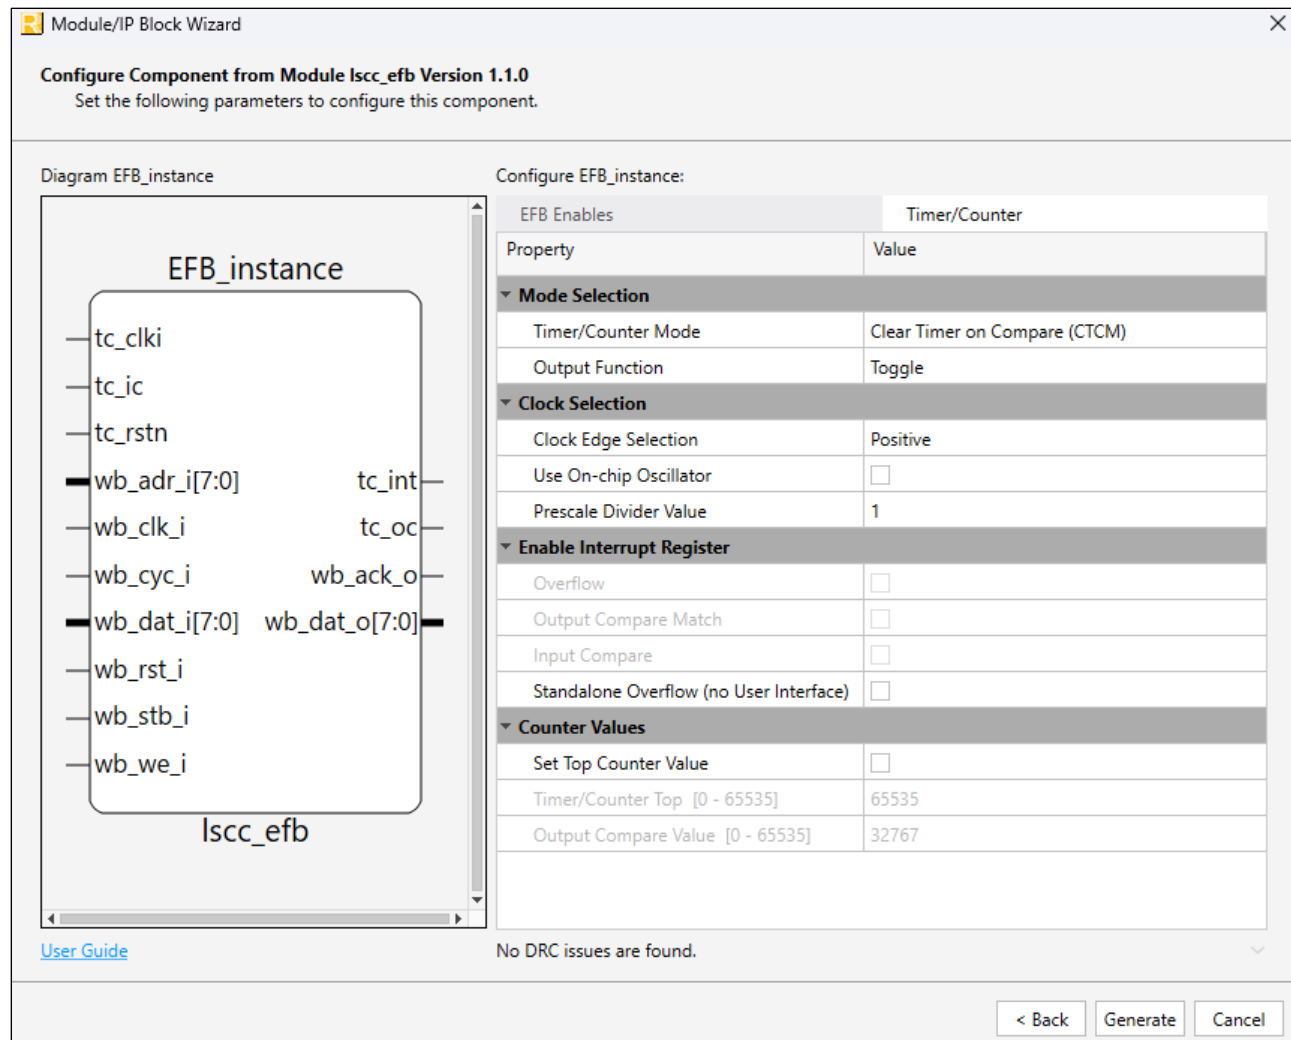 Module/IP Block Wizard
Configure Component from Module lscc_efb Version 1.1.0
Set the following parameters to configure this component.
Diagram EFB_instance
Configure EFB_instance:
EFB Enables Timer/Counter
Property Value
EFB_instance
tc_clki
tc_ic
tc_rstn
wb_adr_i[7:0] tc_int
wb_clk_i tc_oc
wb_cyc_i wb_ack_o
wb_dat_i[7:0] wb_dat_o[7:0]
wb_rst_i
wb_stb_i
wb_we_i
lscc_efb
Mode Selection
Timer/Counter Mode Clear Timer on Compare (CTCM)
Output Function Toggle
Clock Selection
Clock Edge Selection Positive
Use On-chip Oscillator
Prescale Divider Value 1
Enable Interrupt Register
Overflow
Output Compare Match
Input Compare
Standalone Overflow (no User Interface)
Counter Values
Set Top Counter Value
Timer/Counter Top [0 - 65535] 65535
Output Compare Value [0 - 65535] 32767
User Guide
No DRC issues are found.
< Back Generate Cancel